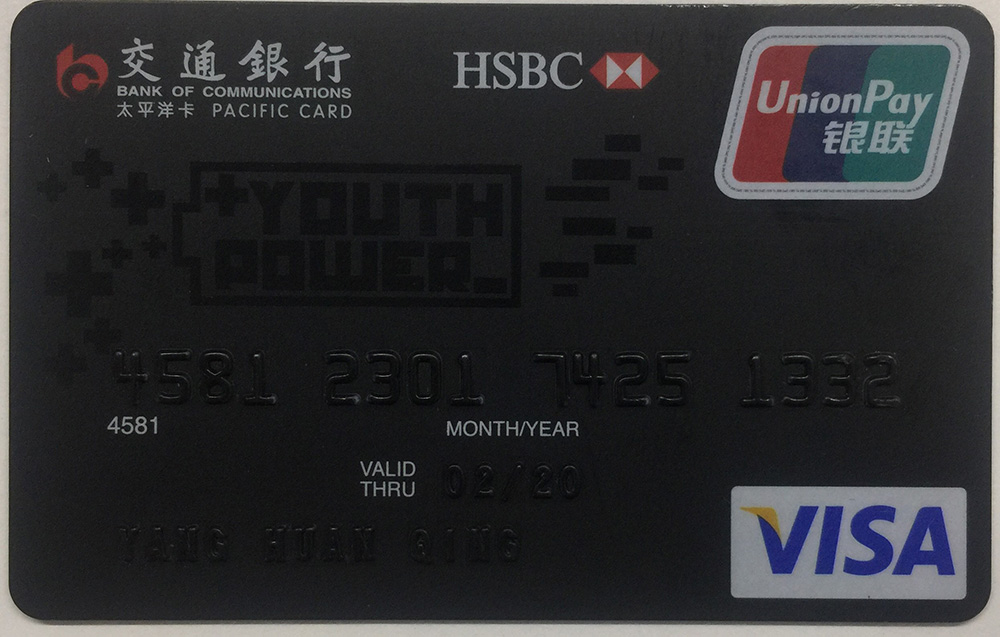 交通銀行
BANK OF COMMUNICATIONS
太平洋卡 PACIFIC CARD
HSBC
UnionPay
银联
YOUTH
POWER_
4581 2301 7425 1332
4581
MONTH/YEAR
VALID
THRU
02/20
YANG HUAN QING
VISA